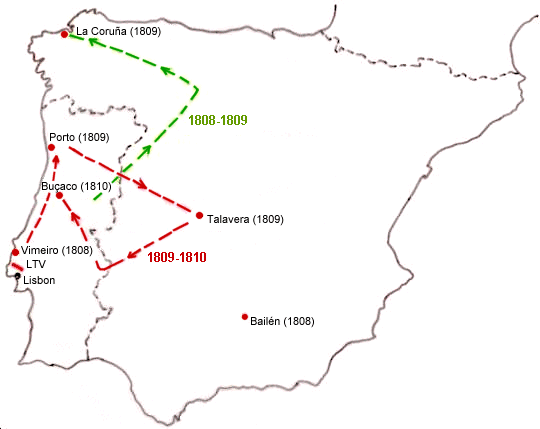 La Coruña (1809)
1808-1809
Porto (1809)
Buçaco (1810)
Talavera (1809)
Vimeiro (1808)
1809-1810
LTV
Lisbon
Bailén (1808)